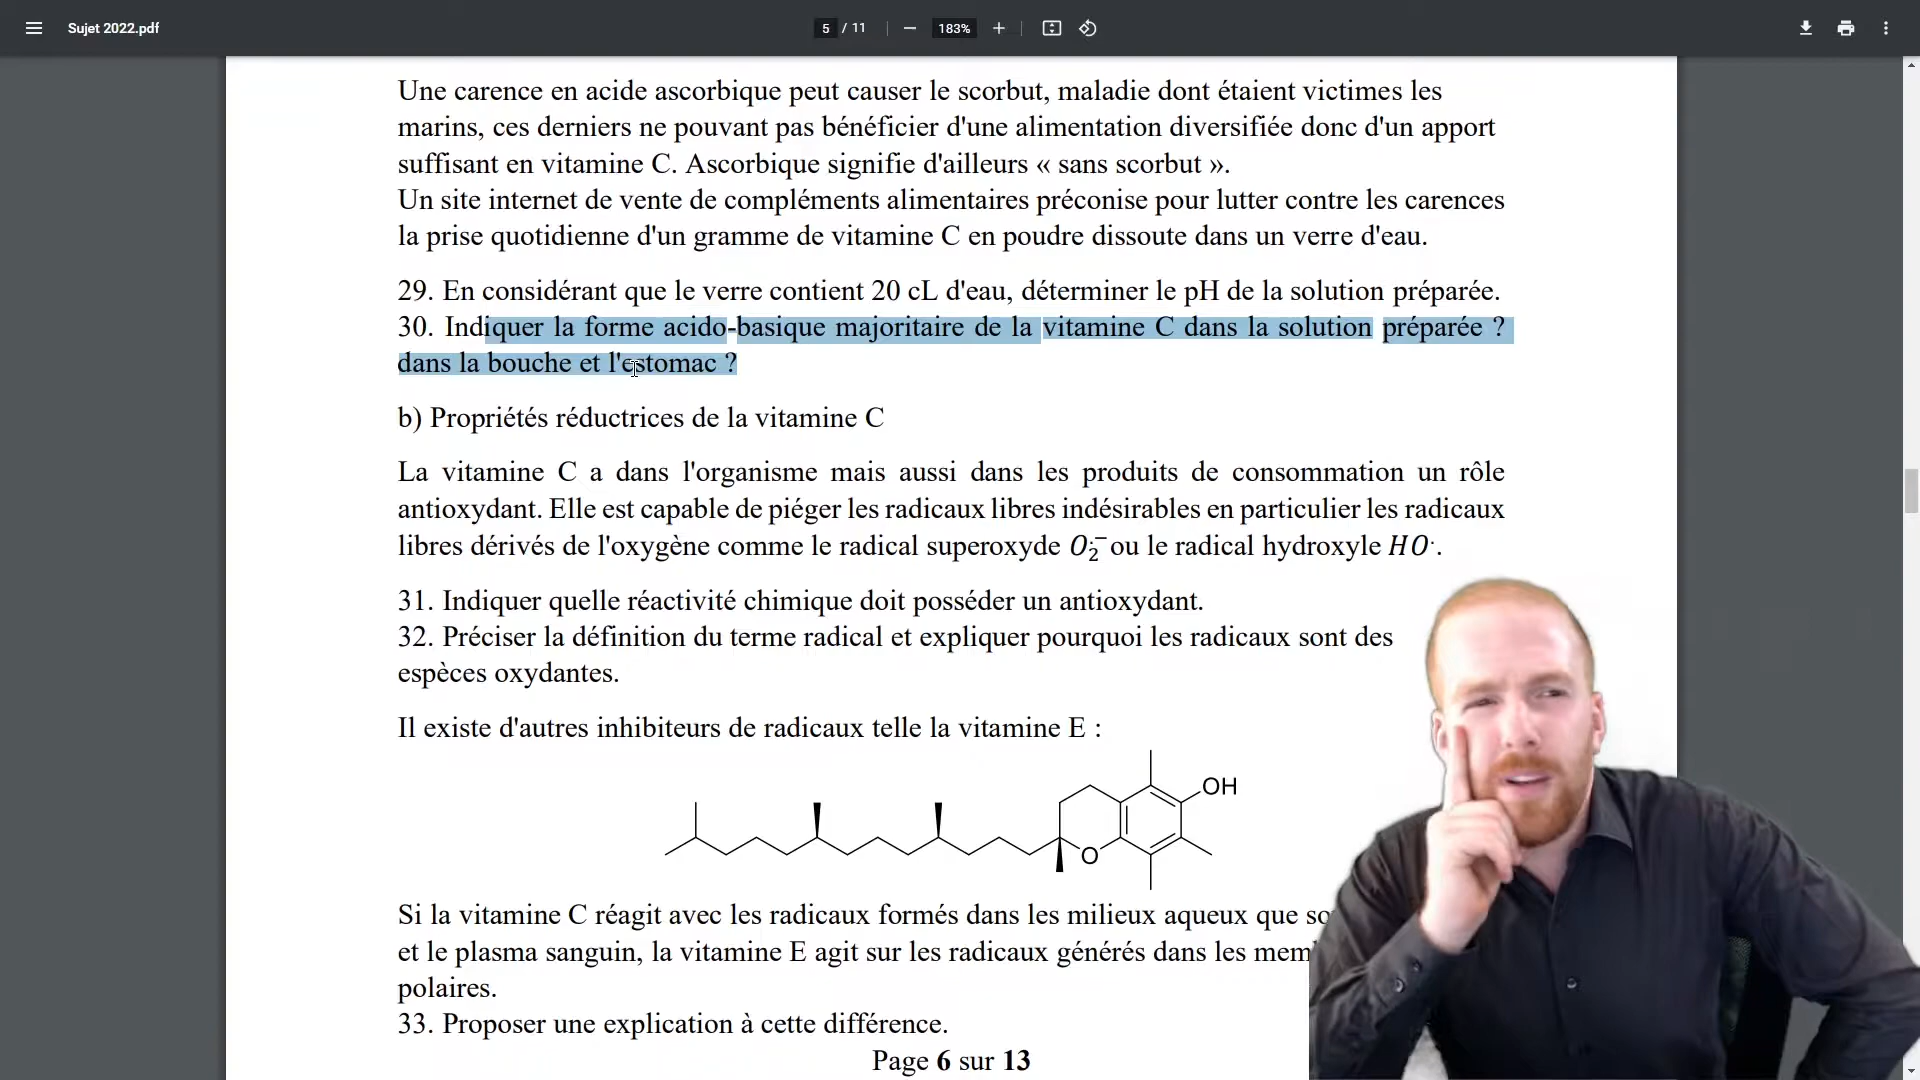 Sujet 2022.pdf
5 / 11
183%
Une carence en acide ascorbique peut causer le scorbut, maladie dont étaient victimes les
marins, ces derniers ne pouvant pas bénéficier d'une alimentation diversifiée donc d'un apport
suffisant en vitamine C. Ascorbique signifie d'ailleurs « sans scorbut ».
Un site internet de vente de compléments alimentaires préconise pour lutter contre les carences
la prise quotidienne d'un gramme de vitamine C en poudre dissoute dans un verre d'eau.
29. En considérant que le verre contient 20 cL d'eau, déterminer le pH de la solution préparée.
30. Indiquer la forme acido-basique majoritaire de la vitamine C dans la solution préparée ?
dans la bouche et l'estomac ?
b) Propriétés réductrices de la vitamine C
La vitamine C a dans l'organisme mais aussi dans les produits de consommation un rôle
antioxydant. Elle est capable de piéger les radicaux libres indésirables en particulier les radicaux
libres dérivés de l'oxygène comme le radical superoxyde O₂·⁻ ou le radical hydroxyle HO·.
31. Indiquer quelle réactivité chimique doit posséder un antioxydant.
32. Préciser la définition du terme radical et expliquer pourquoi les radicaux sont des
espèces oxydantes.
Il existe d'autres inhibiteurs de radicaux telle la vitamine E :
OH
O
Si la vitamine C réagit avec les radicaux formés dans les milieux aqueux que
et le plasma sanguin, la vitamine E agit sur les radicaux générés dans les
polaires.
33. Proposer une explication à cette différence.
Page 6 sur 13